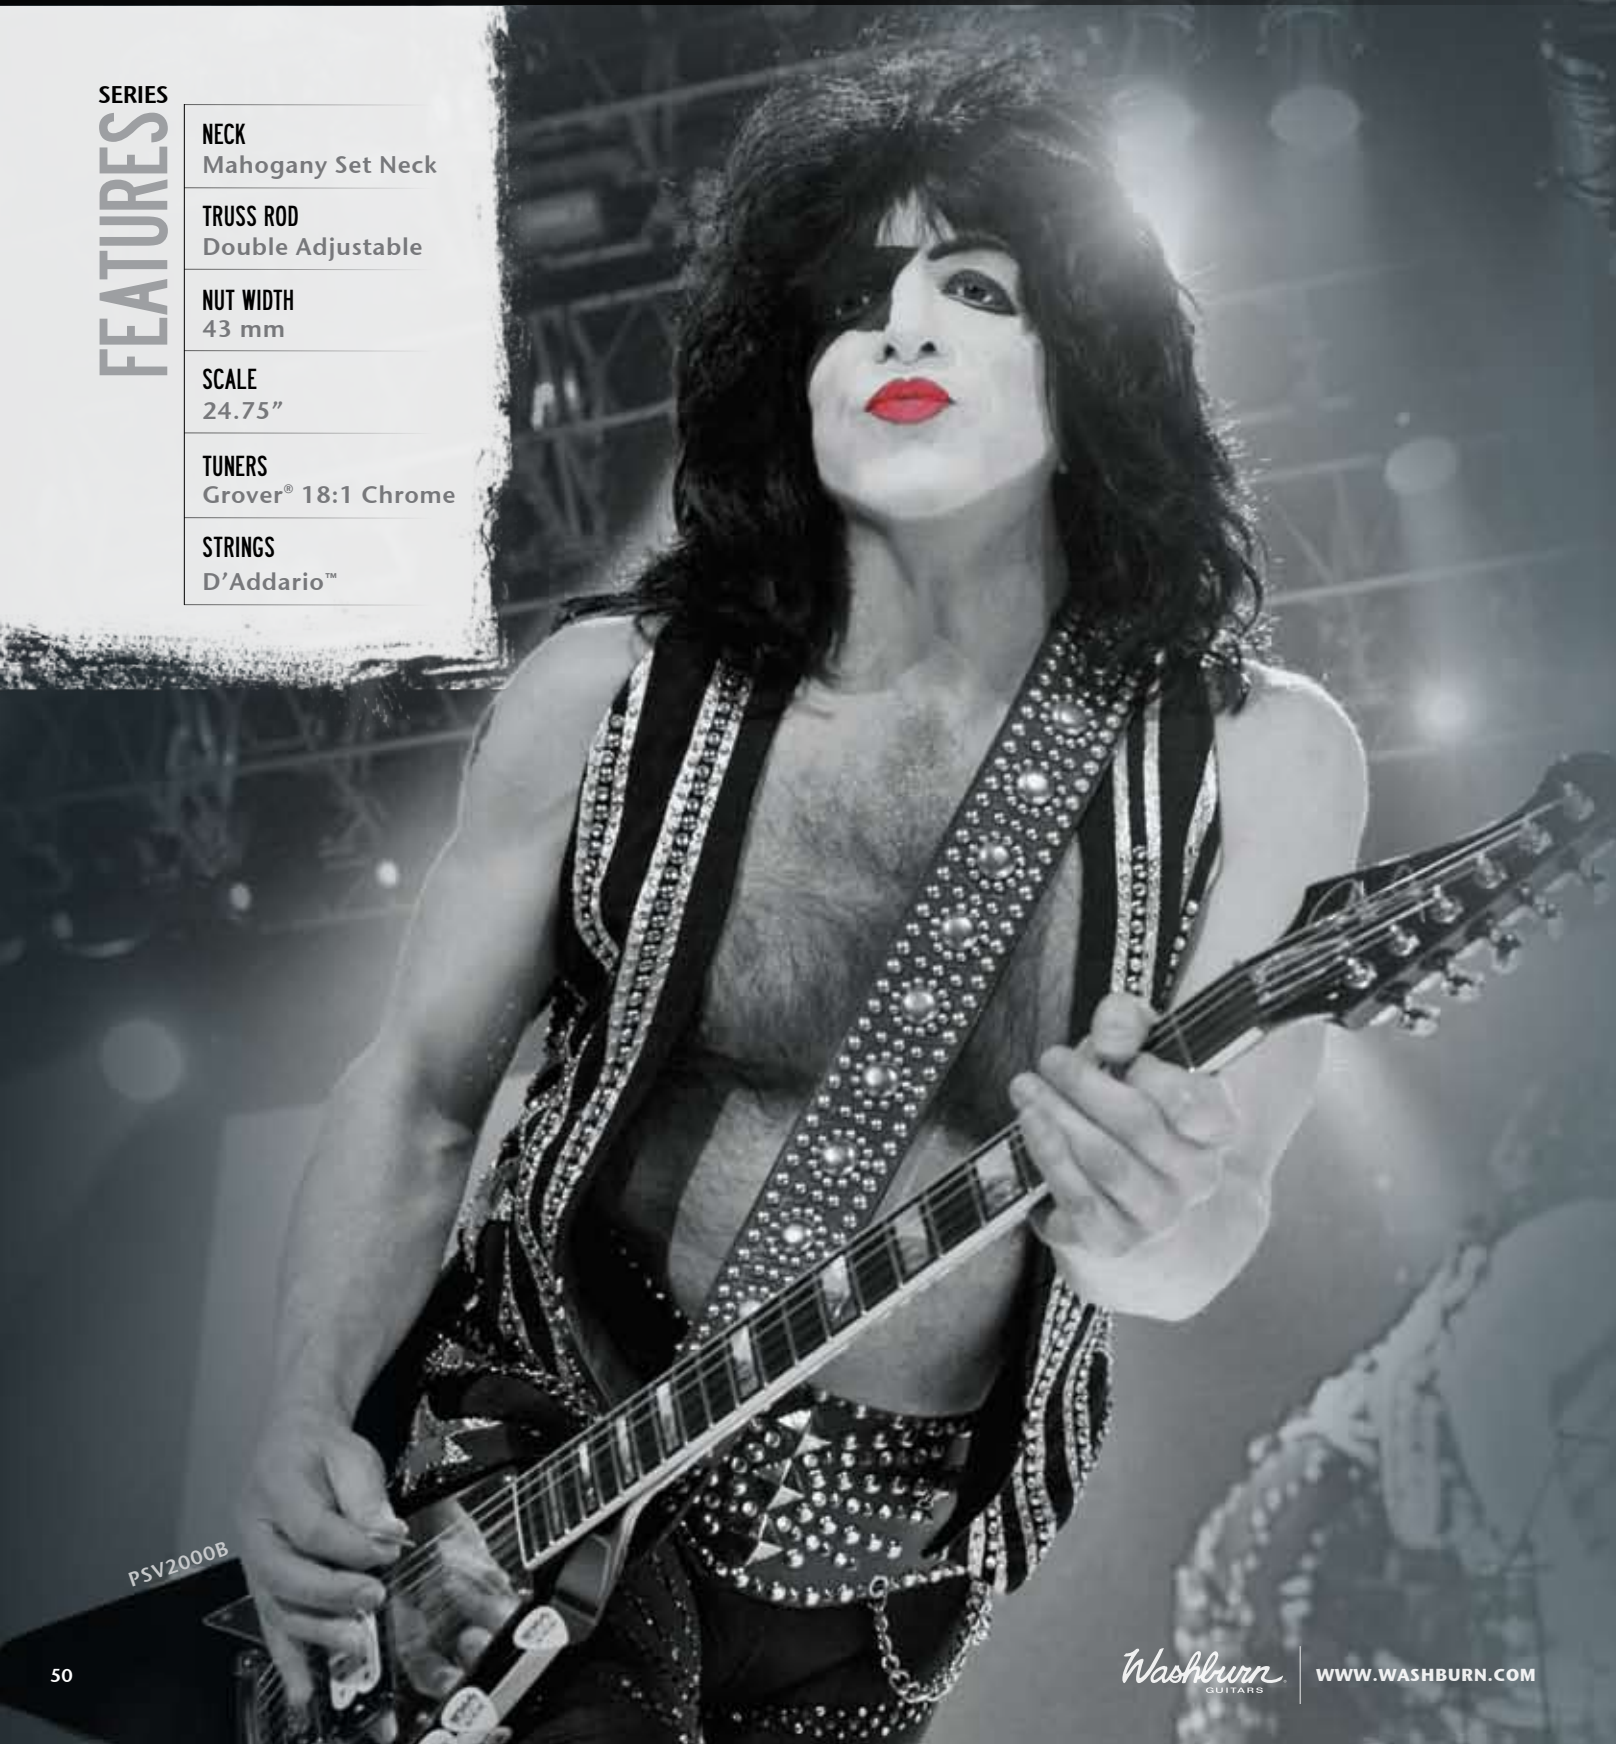 SERIES
FEATURES
NECK
Mahogany Set Neck
TRUSS ROD
Double Adjustable
NUT WIDTH
43 mm
SCALE
24.75”
TUNERS
Grover® 18:1 Chrome
STRINGS
D’Addario™
PSV2000B
50
Washburn
GUITARS
WWW.WASHBURN.COM